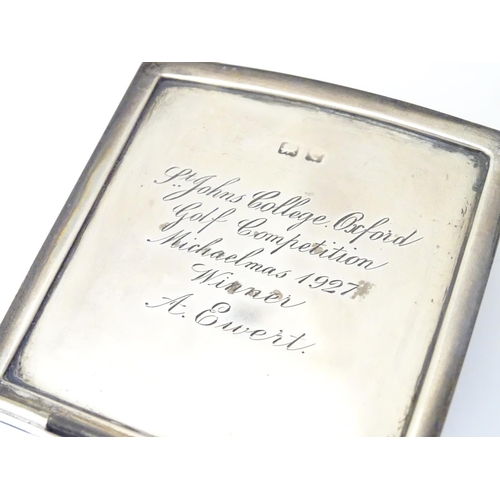 St. Johns College. Oxford
Golf Competition
Michaelmas 1927
Winner
A. Ewert.